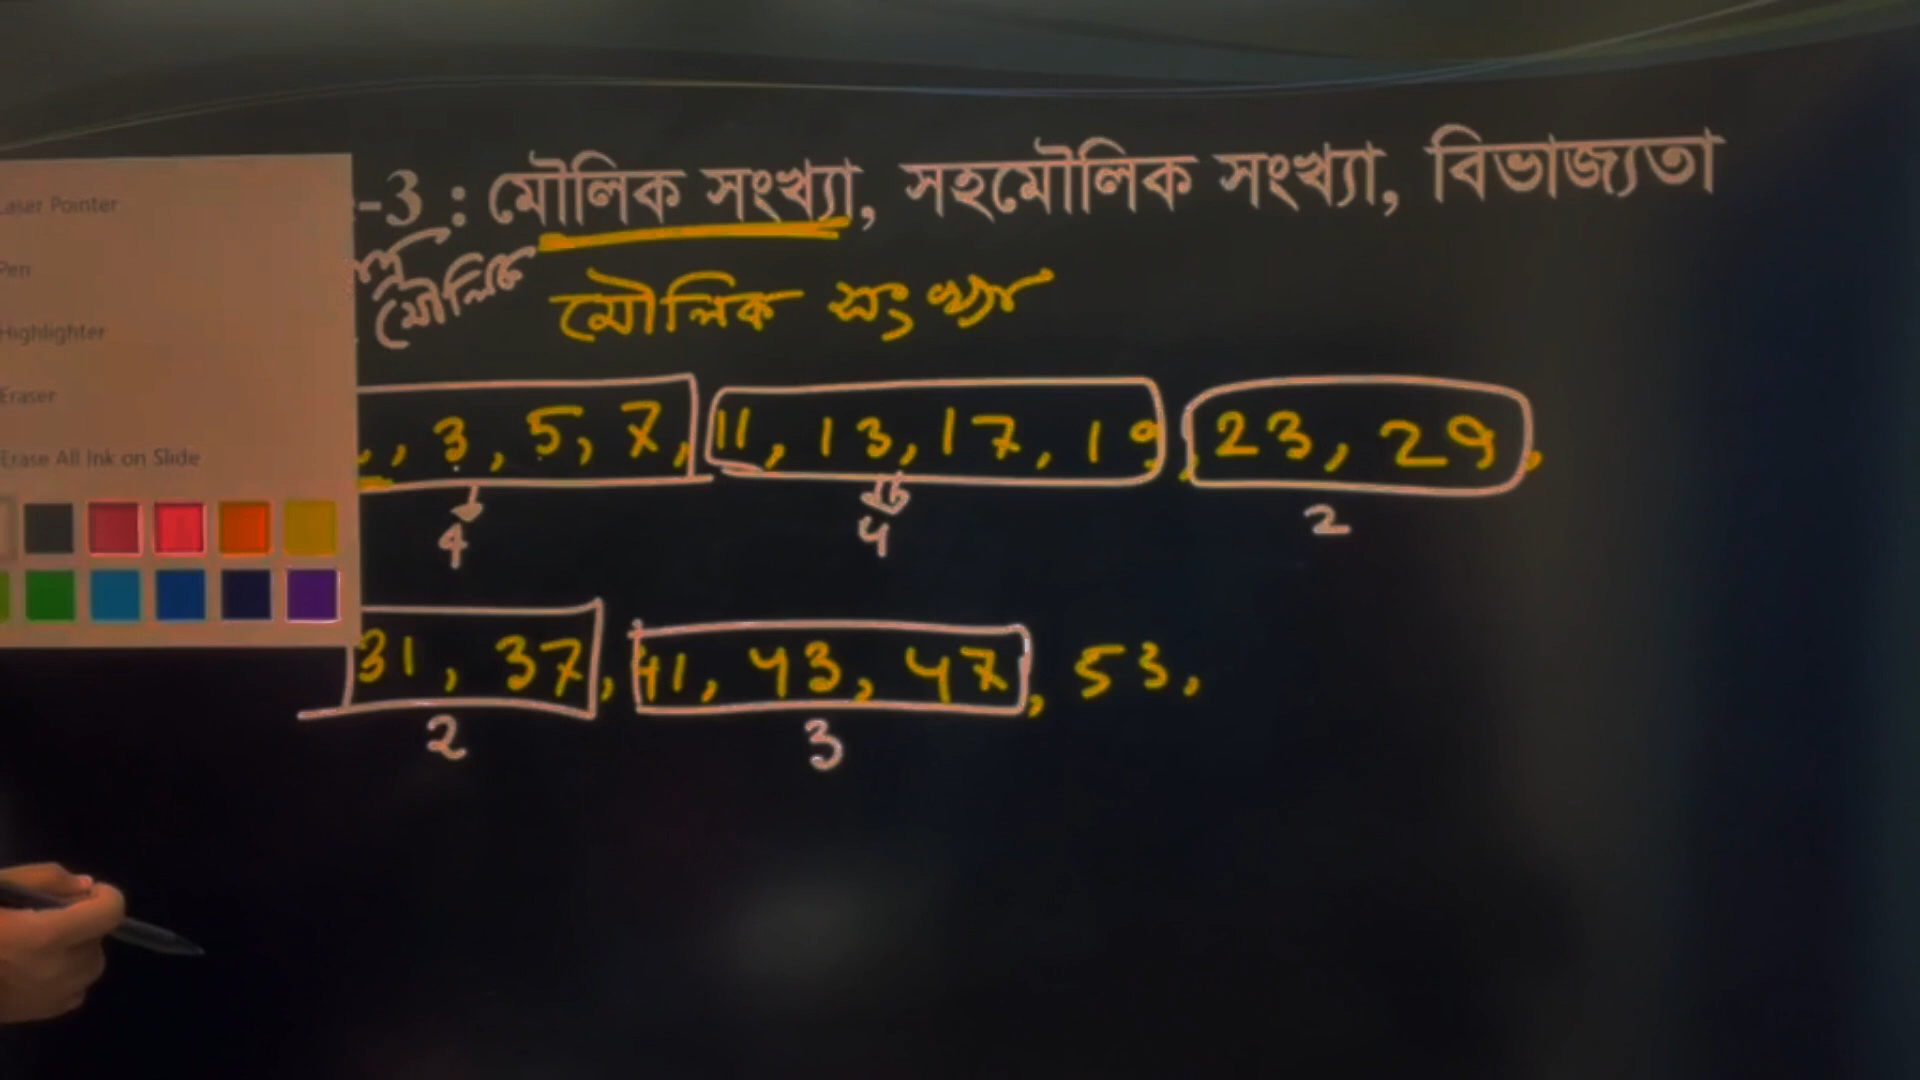 Laser Pointer
Pen
Highlighter
Eraser
Erase All Ink on Slide
-3 : মৌলিক সংখ্যা, সহমৌলিক সংখ্যা, বিভাজ্যতা
মৌলিক
মৌলিক সংখ্যা
, 3, 5, 7, 11, 13, 17, 19, 23, 29,
4 4 2
31, 37, 41, 43, 47, 53,
2 3